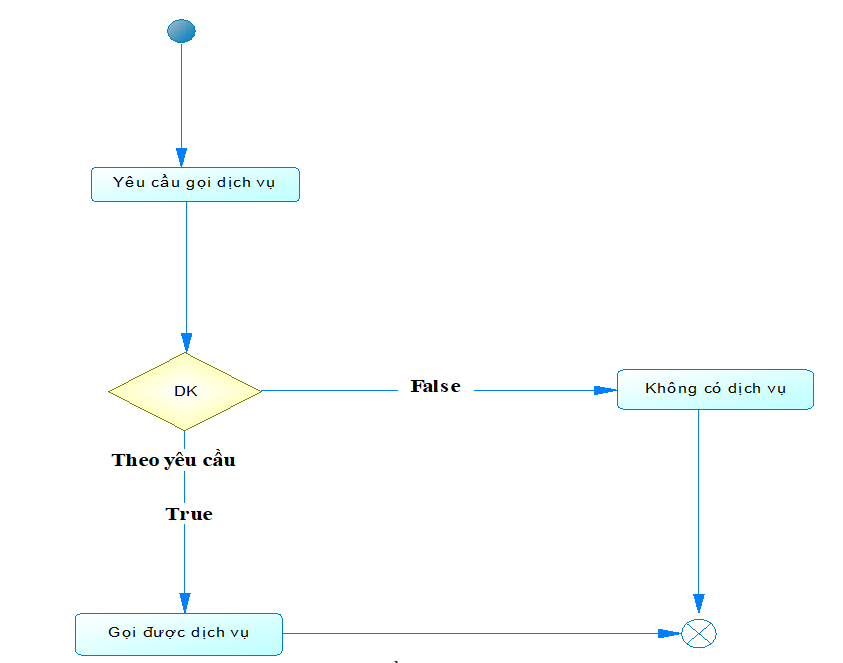 Yêu cầu gọi dịch vụ
DK
False
Không có dịch vụ
Theo yêu cầu
True
Gọi được dịch vụ